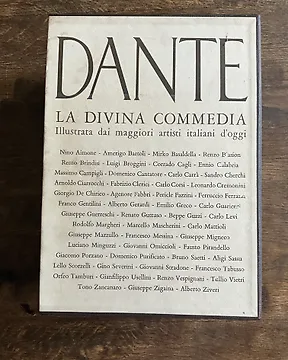 DANTE
LA DIVINA COMMEDIA
Illustrata dai maggiori artisti italiani d'oggi
Nino Aimone - Amerigo Bartoli - Mirko Basaldella - Renzo Biasion
Remo Brindisi - Luigi Broggini - Corrado Cagli - Ennio Calabria
Massimo Campigli - Domenico Cantatore - Carlo Carrà - Sandro Cherchi
Arnoldo Ciarrocchi - Fabrizio Clerici - Carlo Corsi - Leonardo Cremonini
Giorgio De Chirico - Agenore Fabbri - Pericle Fazzini - Ferruccio Ferrazzi
Franco Gentilini - Alberto Gerardi - Emilio Greco - Carlo Guarienti
Giuseppe Guerreschi - Renato Guttuso - Beppe Guzzi - Carlo Levi
Rodolfo Margheri - Marcello Mascherini - Carlo Mattioli
Giuseppe Mazzullo - Francesco Messina - Giuseppe Migneco
Luciano Minguzzi - Giovanni Omiccioli - Fausto Pirandello
Giacomo Porzano - Domenico Purificato - Bruno Saetti - Aligi Sassu
Lello Scorzelli - Gino Severini - Giovanni Stradone - Francesco Tabusso
Orfeo Tamburi - Gianfilippo Usellini - Renzo Vespignani - Tullio Vietri
Tono Zancanaro - Giuseppe Zigaina - Alberto Zeveri